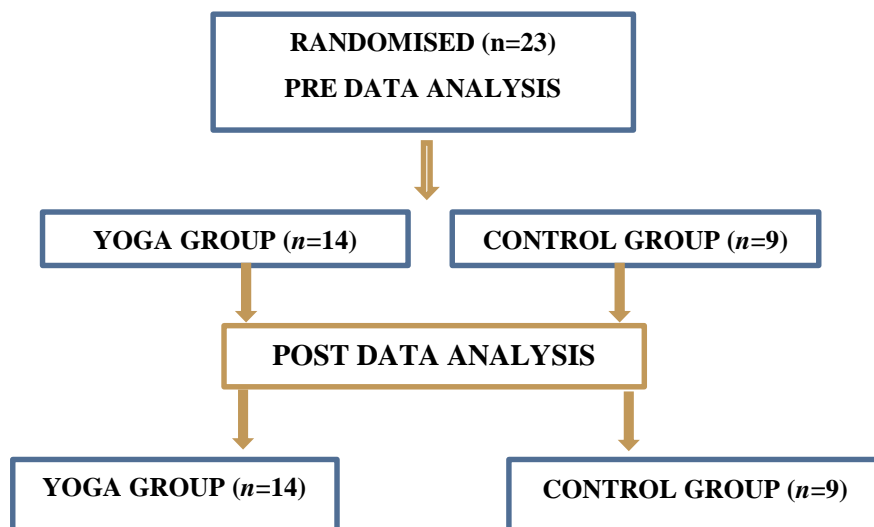 RANDOMISED (n=23)
PRE DATA ANALYSIS
YOGA GROUP (n=14)
CONTROL GROUP (n=9)
POST DATA ANALYSIS
YOGA GROUP (n=14)
CONTROL GROUP (n=9)